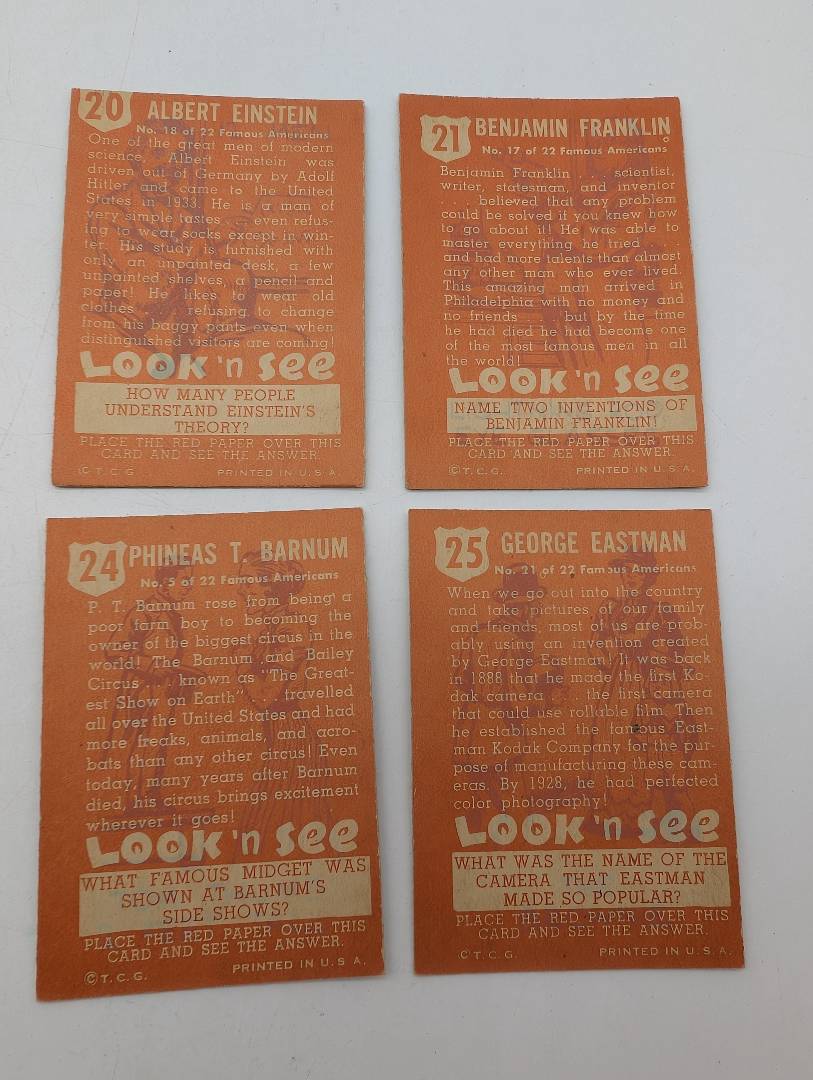 20 ALBERT EINSTEIN
No. 18 of 22 Famous Americans
One of the great men of modern
science, Albert Einstein was
driven out of Germany by Adolf
Hitler and came to the United
States in 1933. He is a man of
very simple tastes . . . even refus-
ing to wear socks except in win-
ter. His study is furnished with
only an unpainted desk, a few
unpainted shelves, a pencil and
paper! He likes to wear old
clothes . . . refusing to change
from his baggy pants even when
distinguished visitors are coming!
LOOK 'n SEE
HOW MANY PEOPLE
UNDERSTAND EINSTEIN'S
THEORY?
PLACE THE RED PAPER OVER THIS
CARD AND SEE THE ANSWER.
© T. C. G. PRINTED IN U. S. A.
21 BENJAMIN FRANKLIN
No. 17 of 22 Famous Americans
Benjamin Franklin . . . scientist,
writer, statesman, and inventor
. . . believed that any problem
could be solved if you knew how
to go about it! He was able to
master everything he tried . . .
and had more talents than almost
any other man who ever lived.
This amazing man arrived in
Philadelphia with no money and
no friends . . . but by the time
he had died he had become one
of the most famous men in all
the world!
LOOK 'n SEE
NAME TWO INVENTIONS OF
BENJAMIN FRANKLIN!
PLACE THE RED PAPER OVER THIS
CARD AND SEE THE ANSWER.
© T. C. G. PRINTED IN U. S. A.
24 PHINEAS T. BARNUM
No. 5 of 22 Famous Americans
P. T. Barnum rose from being a
poor farm boy to becoming the
owner of the biggest circus in the
world! The Barnum and Bailey
Circus . . . known as "The Great-
est Show on Earth" . . . travelled
all over the United States and had
more freaks, animals, and acro-
bats than any other circus! Even
today, many years after Barnum
died, his circus brings excitement
wherever it goes!
LOOK 'n SEE
WHAT FAMOUS MIDGET WAS
SHOWN AT BARNUM'S
SIDE SHOWS?
PLACE THE RED PAPER OVER THIS
CARD AND SEE THE ANSWER.
© T. C. G. PRINTED IN U. S. A.
25 GEORGE EASTMAN
No. 21 of 22 Famous Americans
When we go out into the country
and take pictures of our family
and friends, most of us are prob-
ably using an invention created
by George Eastman! It was back
in 1888 that he made the first Ko-
dak camera . . . the first camera
that could use rollable film. Then
he established the famous East-
man Kodak Company for the pur-
pose of manufacturing these cam-
eras. By 1928, he had perfected
color photography!
LOOK 'n SEE
WHAT WAS THE NAME OF THE
CAMERA THAT EASTMAN
MADE SO POPULAR?
PLACE THE RED PAPER OVER THIS
CARD AND SEE THE ANSWER.
© T. C. G. PRINTED IN U. S. A.